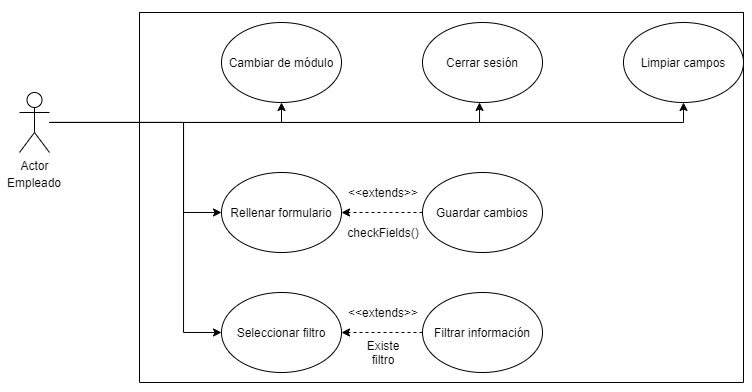 Cambiar de módulo
Cerrar sesión
Limpiar campos
Actor
Empleado
Rellenar formulario
<<extends>>
checkFields()
Guardar cambios
Seleccionar filtro
<<extends>>
Existe
filtro
Filtrar información